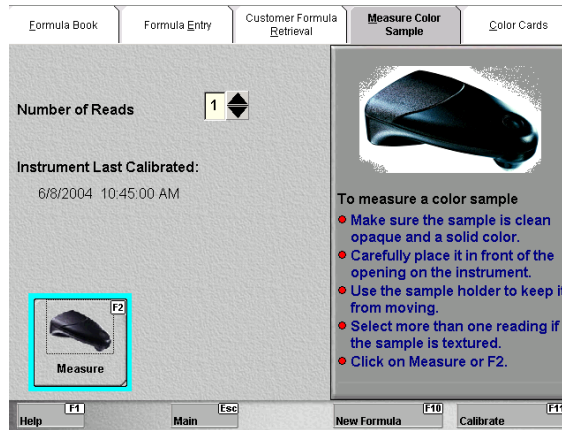 Formula Book
Formula Entry
Customer Formula
Retrieval
Measure Color
Sample
Color Cards
Number of Reads
1
Instrument Last Calibrated:
6/8/2004 10:45:00 AM
To measure a color sample
Make sure the sample is clean
opaque and a solid color.
Carefully place it in front of the
opening on the instrument.
Use the sample holder to keep it
from moving.
Select more than one reading if
the sample is textured.
Click on Measure or F2.
F2
Measure
F1
Help
Esc
Main
F10
New Formula
F11
Calibrate